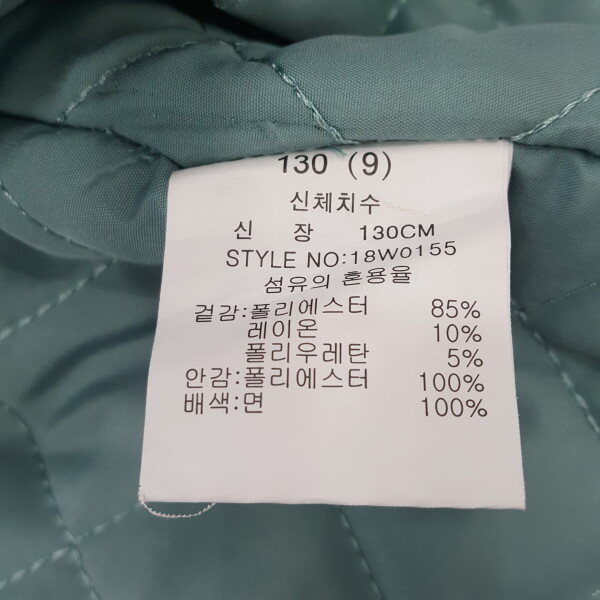 130 (9)
신체치수
신 장 130CM
STYLE NO:18W0155
섬유의 혼용율
겉감:폴리에스터 85%
레이온 10%
폴리우레탄 5%
안감:폴리에스터 100%
배색:면 100%